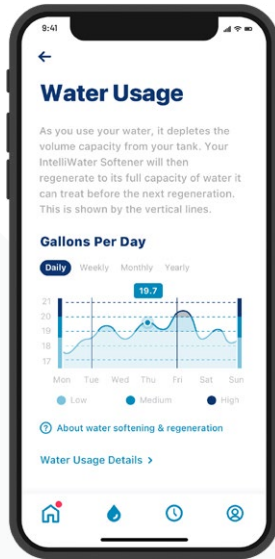 9:41
Water Usage
As you use your water, it depletes the
volume capacity from your tank. Your
IntelliWater Softener will then
regenerate to its full capacity of water it
can treat before the next regeneration.
This is shown by the vertical lines.
Gallons Per Day
Daily Weekly Monthly Yearly
19.7
21
20
19
18
17
Mon Tue Wed Thu Fri Sat Sun
Low Medium High
? About water softening & regeneration
Water Usage Details >